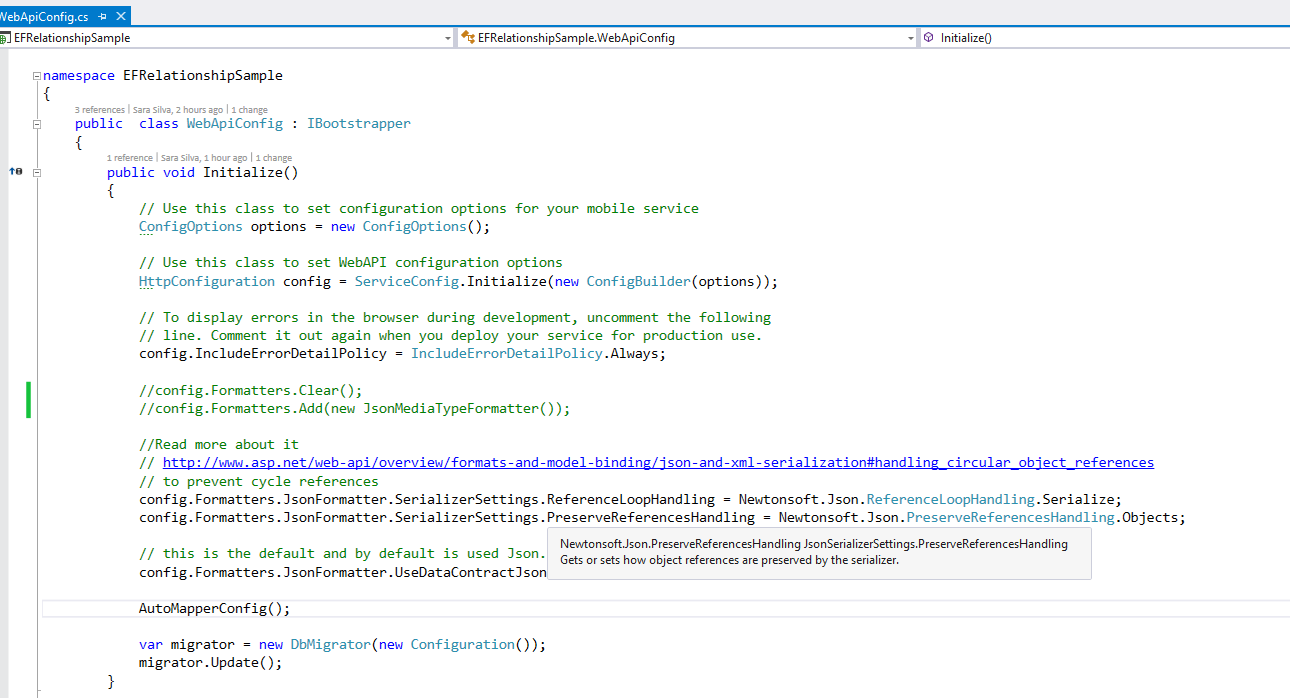 WebApiConfig.cs
EFRelationshipSample
EFRelationshipSample.WebApiConfig
Initialize()
namespace EFRelationshipSample
{
3 references | Sara Silva, 2 hours ago | 1 change
public  class WebApiConfig : IBootstrapper
{
1 reference | Sara Silva, 1 hour ago | 1 change
public void Initialize()
{
// Use this class to set configuration options for your mobile service
ConfigOptions options = new ConfigOptions();
// Use this class to set WebAPI configuration options
HttpConfiguration config = ServiceConfig.Initialize(new ConfigBuilder(options));
// To display errors in the browser during development, uncomment the following
// line. Comment it out again when you deploy your service for production use.
config.IncludeErrorDetailPolicy = IncludeErrorDetailPolicy.Always;
//config.Formatters.Clear();
//config.Formatters.Add(new JsonMediaTypeFormatter());
//Read more about it
// http://www.asp.net/web-api/overview/formats-and-model-binding/json-and-xml-serialization#handling_circular_object_references
// to prevent cycle references
config.Formatters.JsonFormatter.SerializerSettings.ReferenceLoopHandling = Newtonsoft.Json.ReferenceLoopHandling.Serialize;
config.Formatters.JsonFormatter.SerializerSettings.PreserveReferencesHandling = Newtonsoft.Json.PreserveReferencesHandling.Objects;
Newtonsoft.Json.PreserveReferencesHandling JsonSerializerSettings.PreserveReferencesHandling
Gets or sets how object references are preserved by the serializer.
// this is the default and by default is used Json.
config.Formatters.JsonFormatter.UseDataContractJson
AutoMapperConfig();
var migrator = new DbMigrator(new Configuration());
migrator.Update();
}